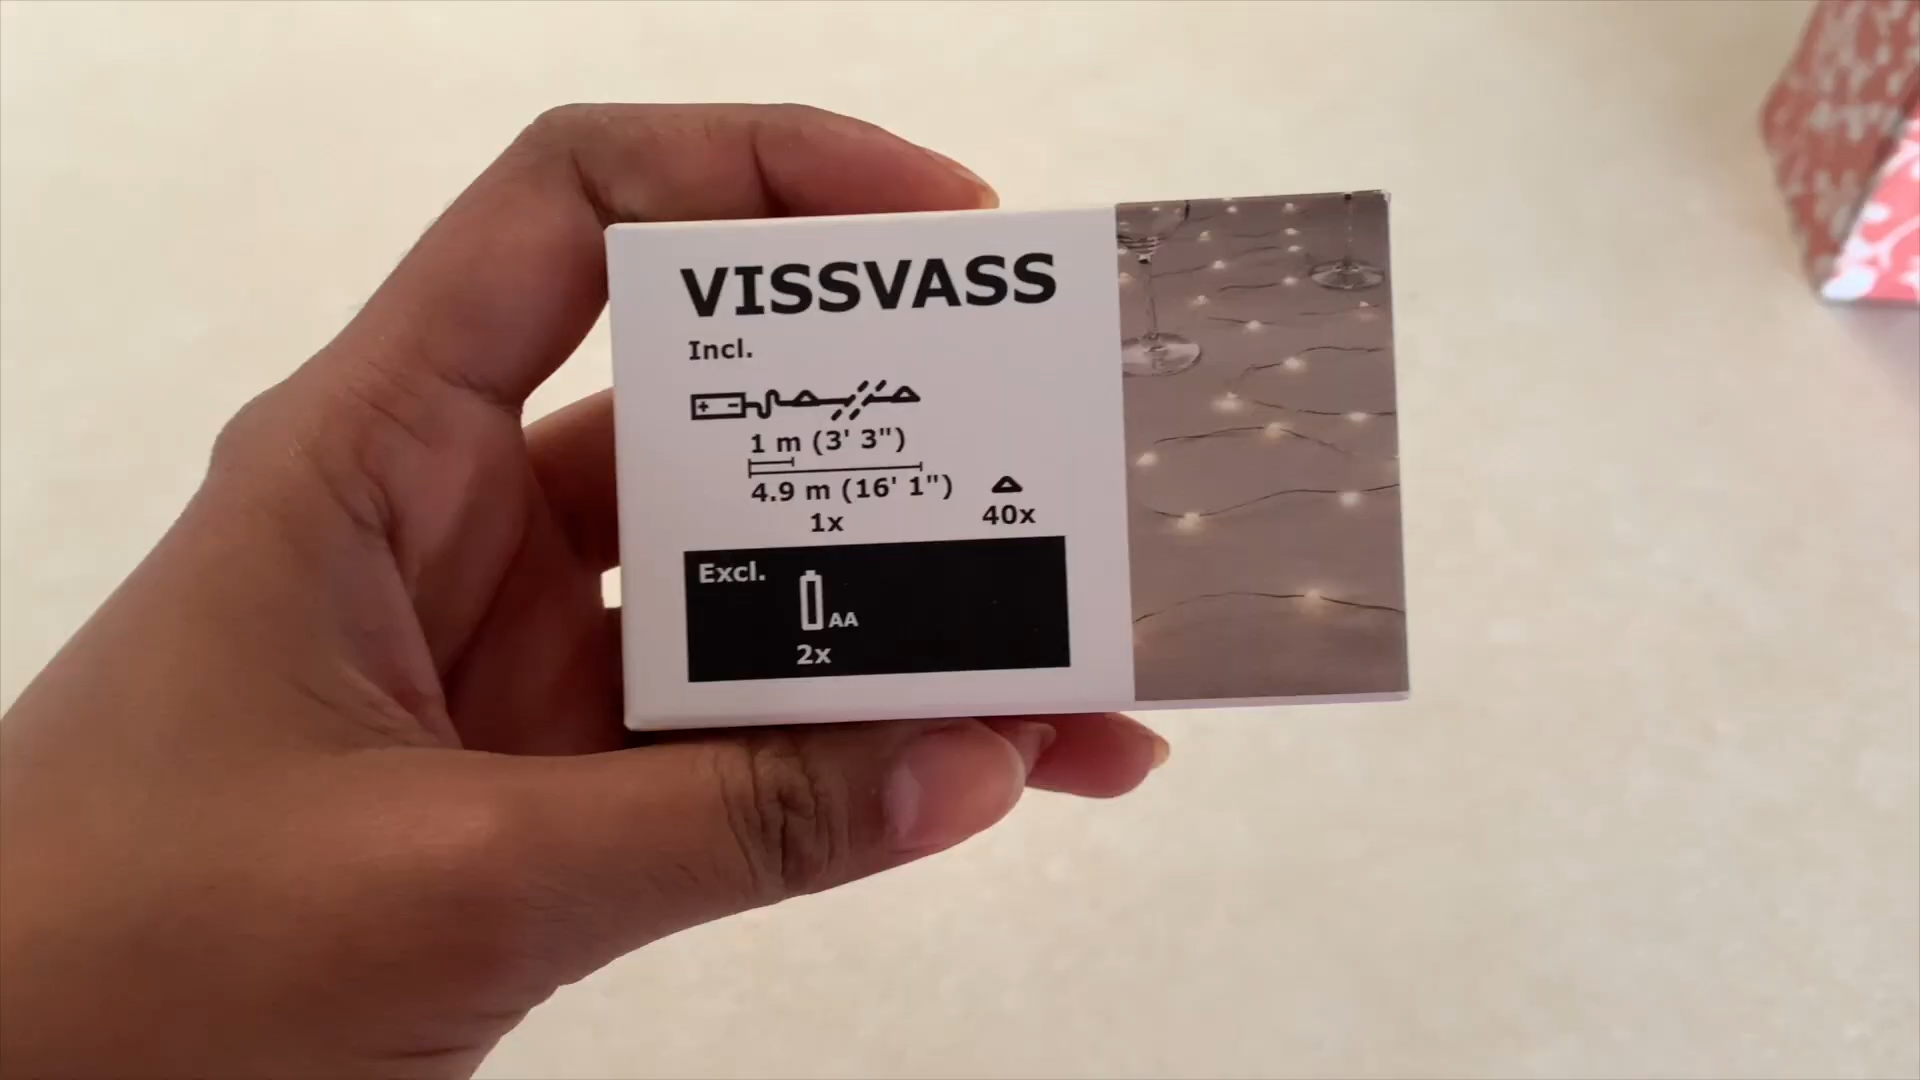 VISSVASS
Incl.
+ -
1 m (3' 3")
4.9 m (16' 1")
1x
40x
Excl.
AA
2x